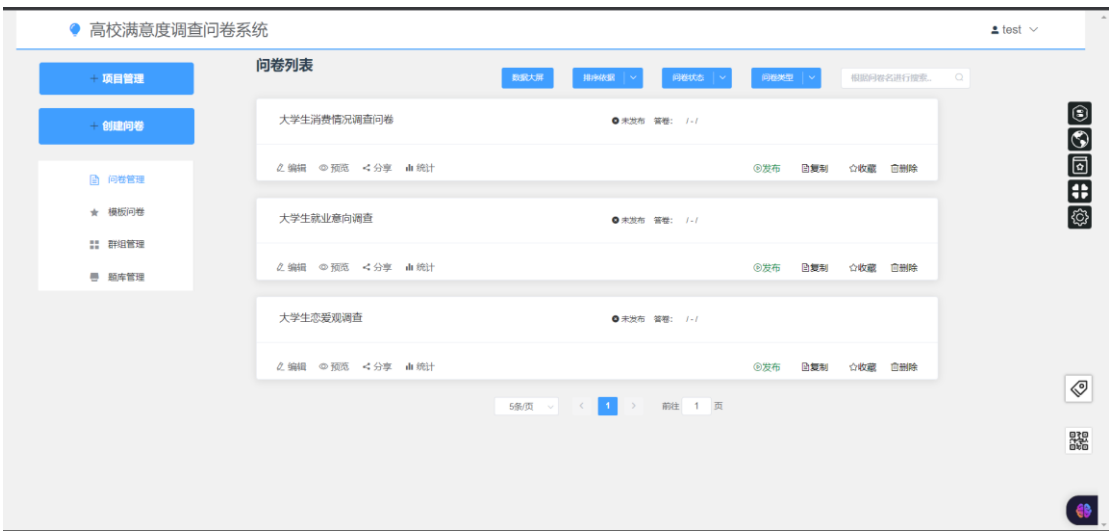 高校满意度调查问卷系统
test
项目管理
创建问卷
问卷管理
模板问卷
群组管理
题库管理
问卷列表
数据大屏 排序依据 问卷状态 问卷类型 根据问卷名进行搜索..
大学生消费情况调查问卷 未发布 答卷： /-/
编辑 预览 分享 统计 发布 复制 收藏 删除
大学生就业意向调查 未发布 答卷： /-/
编辑 预览 分享 统计 发布 复制 收藏 删除
大学生恋爱观调查 未发布 答卷： /-/
编辑 预览 分享 统计 发布 复制 收藏 删除
5条/页 1 前往 1 页